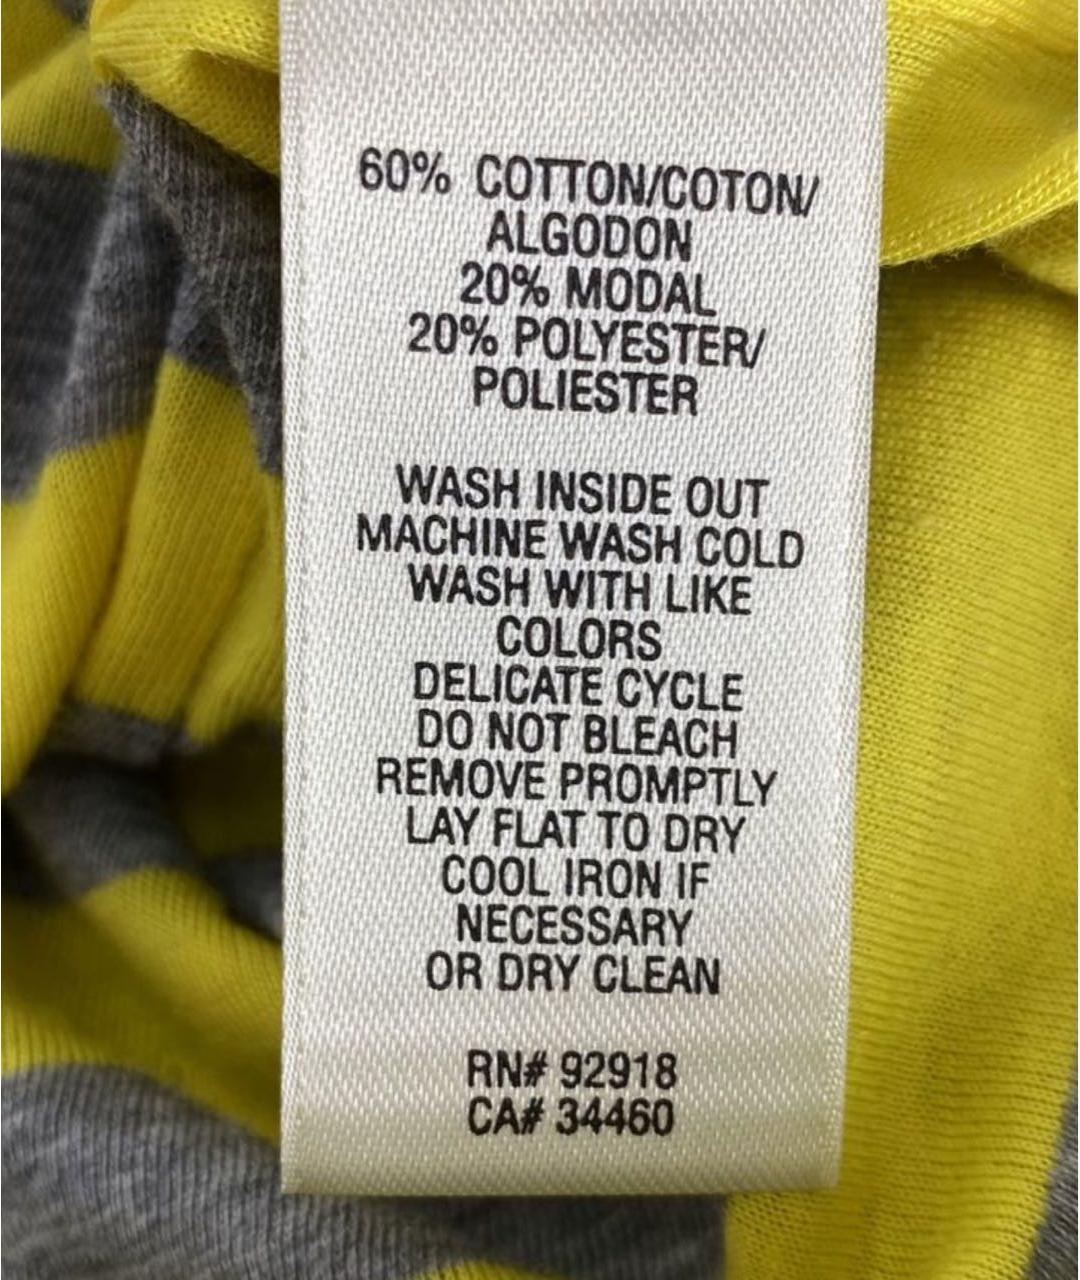 60% COTTON/COTON/
ALGODON
20% MODAL
20% POLYESTER/
POLIESTER
WASH INSIDE OUT
MACHINE WASH COLD
WASH WITH LIKE
COLORS
DELICATE CYCLE
DO NOT BLEACH
REMOVE PROMPTLY
LAY FLAT TO DRY
COOL IRON IF
NECESSARY
OR DRY CLEAN
RN# 92918
CA# 34460